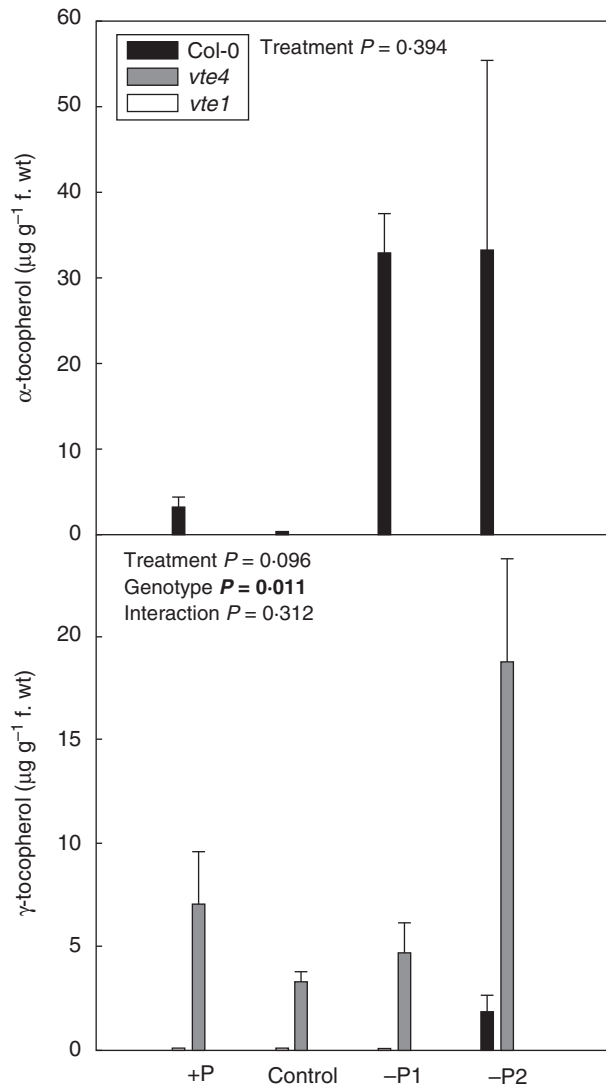 60
50
40
30
20
10
0
α-tocopherol (μg g⁻¹ f. wt)
Col-0
vte4
vte1
Treatment P = 0·394
Treatment P = 0·096
Genotype P = 0·011
Interaction P = 0·312
20
15
10
5
0
γ-tocopherol (μg g⁻¹ f. wt)
+P Control –P1 –P2